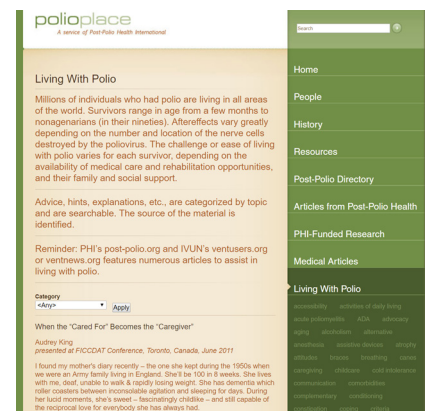 polioplace
A service of Post-Polio Health International
Search
Living With Polio
Millions of individuals who had polio are living in all areas
of the world. Survivors range in age from a few months to
nonagenarians (in their nineties). Aftereffects vary greatly
depending on the number and location of the nerve cells
destroyed by the poliovirus. The challenge or ease of living
with polio varies for each survivor, depending on the
availability of medical care and rehabilitation opportunities,
and their family and social support.
Advice, hints, explanations, etc., are categorized by topic
and are searchable. The source of the material is
identified.
Reminder: PHI's post-polio.org and IVUN's ventusers.org
or ventnews.org features numerous articles to assist in
living with polio.
Category
<Any>
Apply
When the "Cared For" Becomes the "Caregiver"
Audrey King
presented at FICCDAT Conference, Toronto, Canada, June 2011
I found my mother's diary recently – the one she kept during the 1950s when
we were an Army family living in England. She'll be 100 in 8 weeks. She lives
with me, deaf, unable to walk & rapidly losing weight. She has dementia which
roller coasters between inconsolable agitation and sleeping for days. During
her lucid moments, she's sweet – fascinatingly childlike – and still capable of
the reciprocal love for everybody she has always had.
Home
People
History
Resources
Post-Polio Directory
Articles from Post-Polio Health
PHI-Funded Research
Medical Articles
Living With Polio
accessibility activities of daily living
acute poliomyelitis ADA advocacy
aging alcoholism alternative
anesthesia assistive devices atrophy
attitudes braces breathing canes
caregiving childcare cold intolerance
communication comorbidities
complementary conditioning
constipation coping criteria